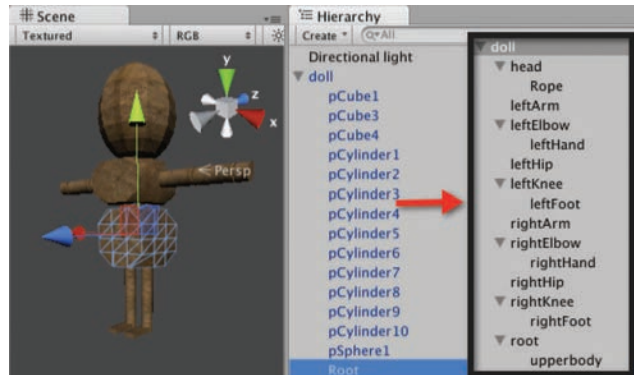 Scene
Textured
RGB
y
z
x
Persp
Hierarchy
Create
All
Directional light
doll
pCube1
pCube3
pCube4
pCylinder1
pCylinder2
pCylinder3
pCylinder4
pCylinder5
pCylinder6
pCylinder7
pCylinder8
pCylinder9
pCylinder10
pSphere1
Root
doll
head
Rope
leftArm
leftElbow
leftHand
leftHip
leftKnee
leftFoot
rightArm
rightElbow
rightHand
rightHip
rightKnee
rightFoot
root
upperbody